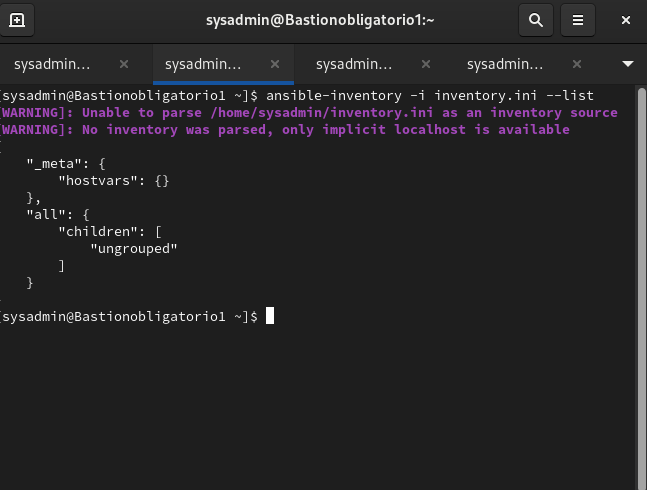 sysadmin@Bastionobligatorio1:~
sysadmin... × sysadmin... × sysadmin... × sysadmin... ×
[sysadmin@Bastionobligatorio1 ~]$ ansible-inventory -i inventory.ini --list
[WARNING]: Unable to parse /home/sysadmin/inventory.ini as an inventory source
[WARNING]: No inventory was parsed, only implicit localhost is available
{
"_meta": {
"hostvars": {}
},
"all": {
"children": [
"ungrouped"
]
}
}
[sysadmin@Bastionobligatorio1 ~]$